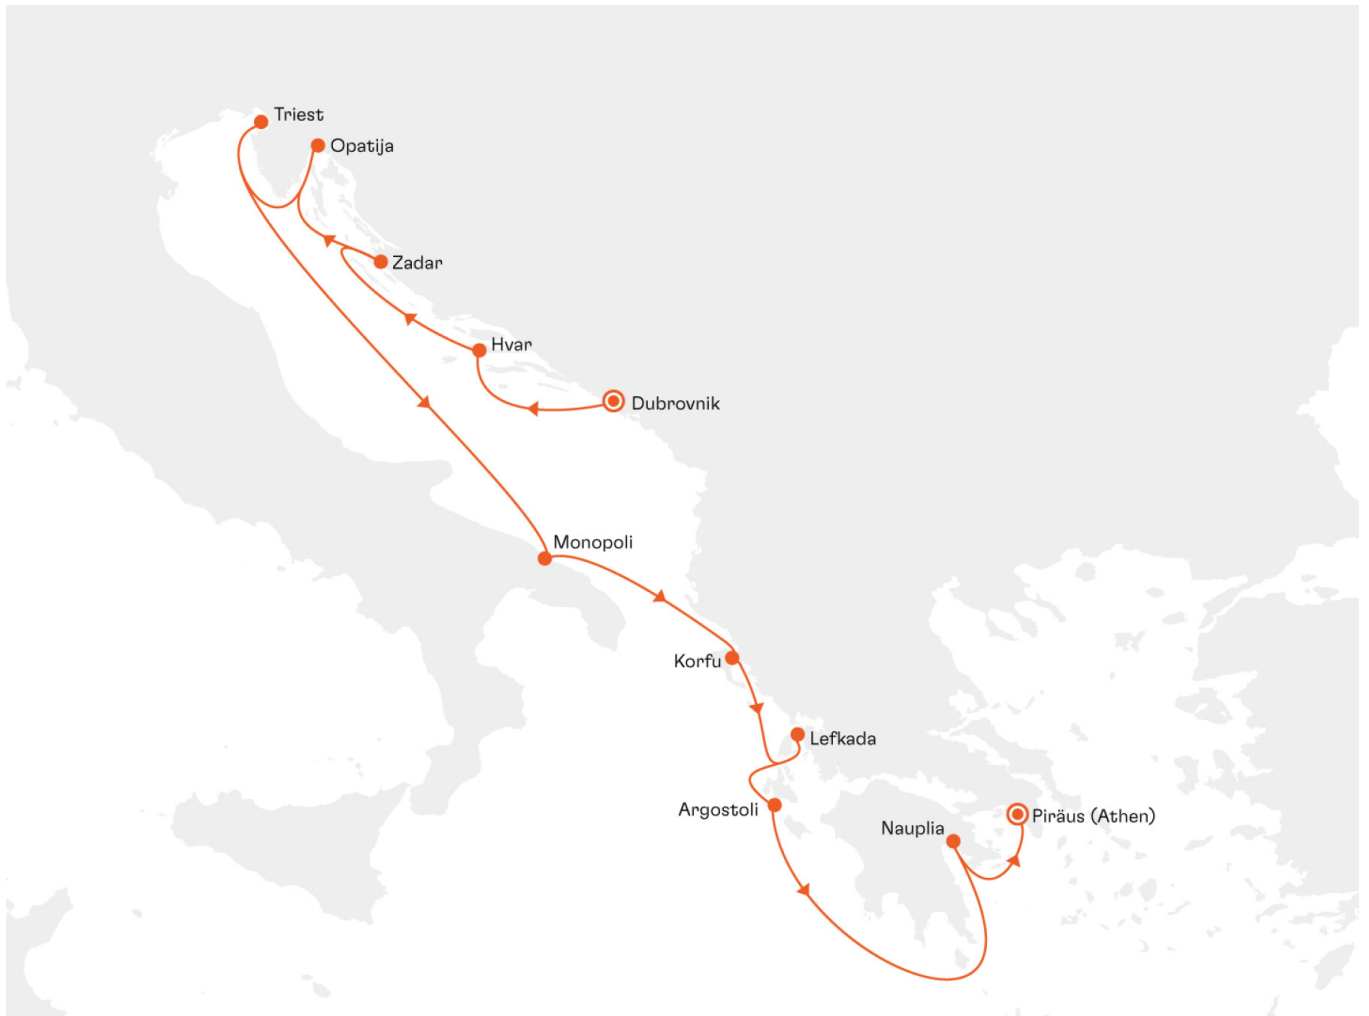 Triest
Opatija
Zadar
Hvar
Dubrovnik
Monopoli
Korfu
Lefkada
Argostoli
Nauplia
Piräus (Athen)